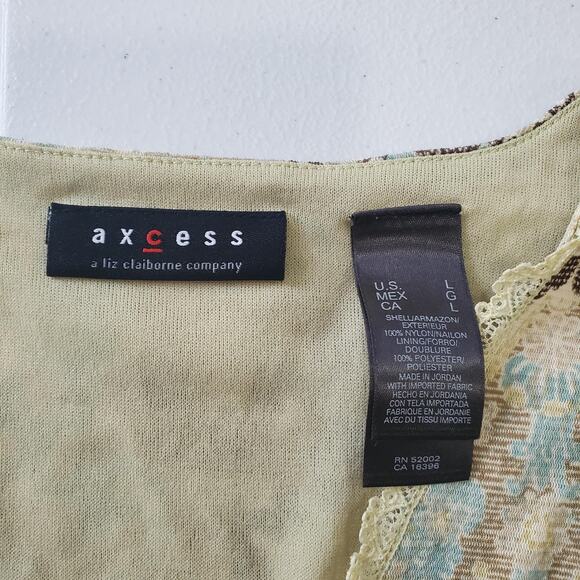 axcess
a liz claiborne company
U.S. L
MEX G
CA L
SHELL/ARMAZON/
EXTERIEUR
100% NYLON/NAILON
LINING/FORRO/
DOUBLURE
100% POLYESTER/
POLIESTER
MADE IN JORDAN
WITH IMPORTED FABRIC
HECHO EN JORDANIA
CON TELA IMPORTADA
FABRIQUE EN JORDANIE
AVEC DU TISSU IMPORTE
RN 52002
CA 16396